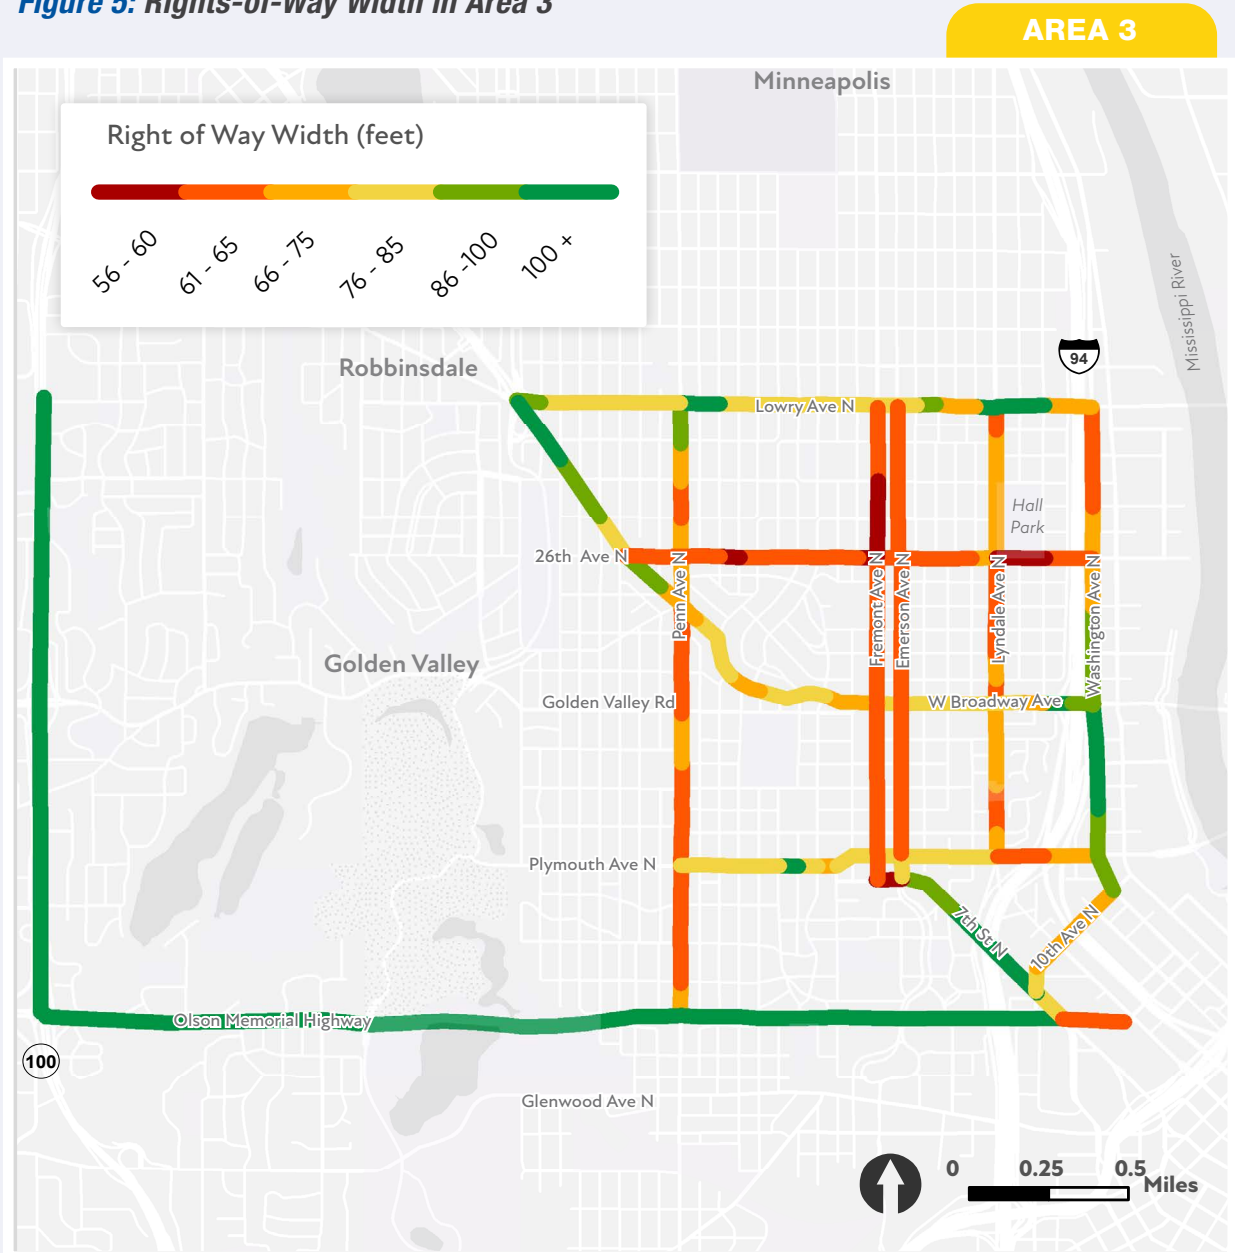 Figure 5: Rights-of-Way Width in Area 3
AREA 3
Minneapolis
Right of Way Width (feet)
56 - 60
61 - 65
66 - 75
76 - 85
86 -100
100 +
Mississippi River
94
Robbinsdale
Lowry Ave N
Hall
Park
26th Ave N
Penn Ave N
Fremont Ave N
Emerson Ave N
Lyndale Ave N
Washington Ave N
Golden Valley
Golden Valley Rd
W Broadway Ave
Plymouth Ave N
7th St N
10th Ave N
Olson Memorial Highway
100
Glenwood Ave N
0 0.25 0.5
Miles